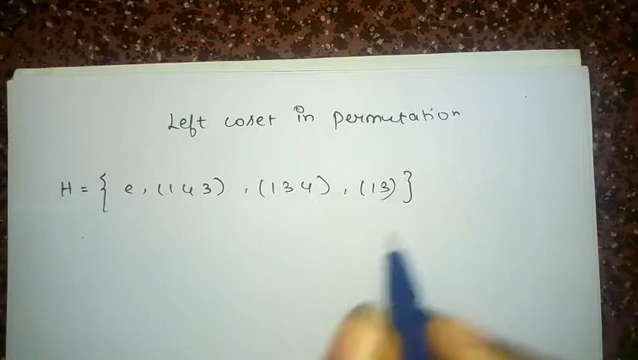 Left coset in permutation
H = { e, (1 4 3), (1 3 4), (1 3) }